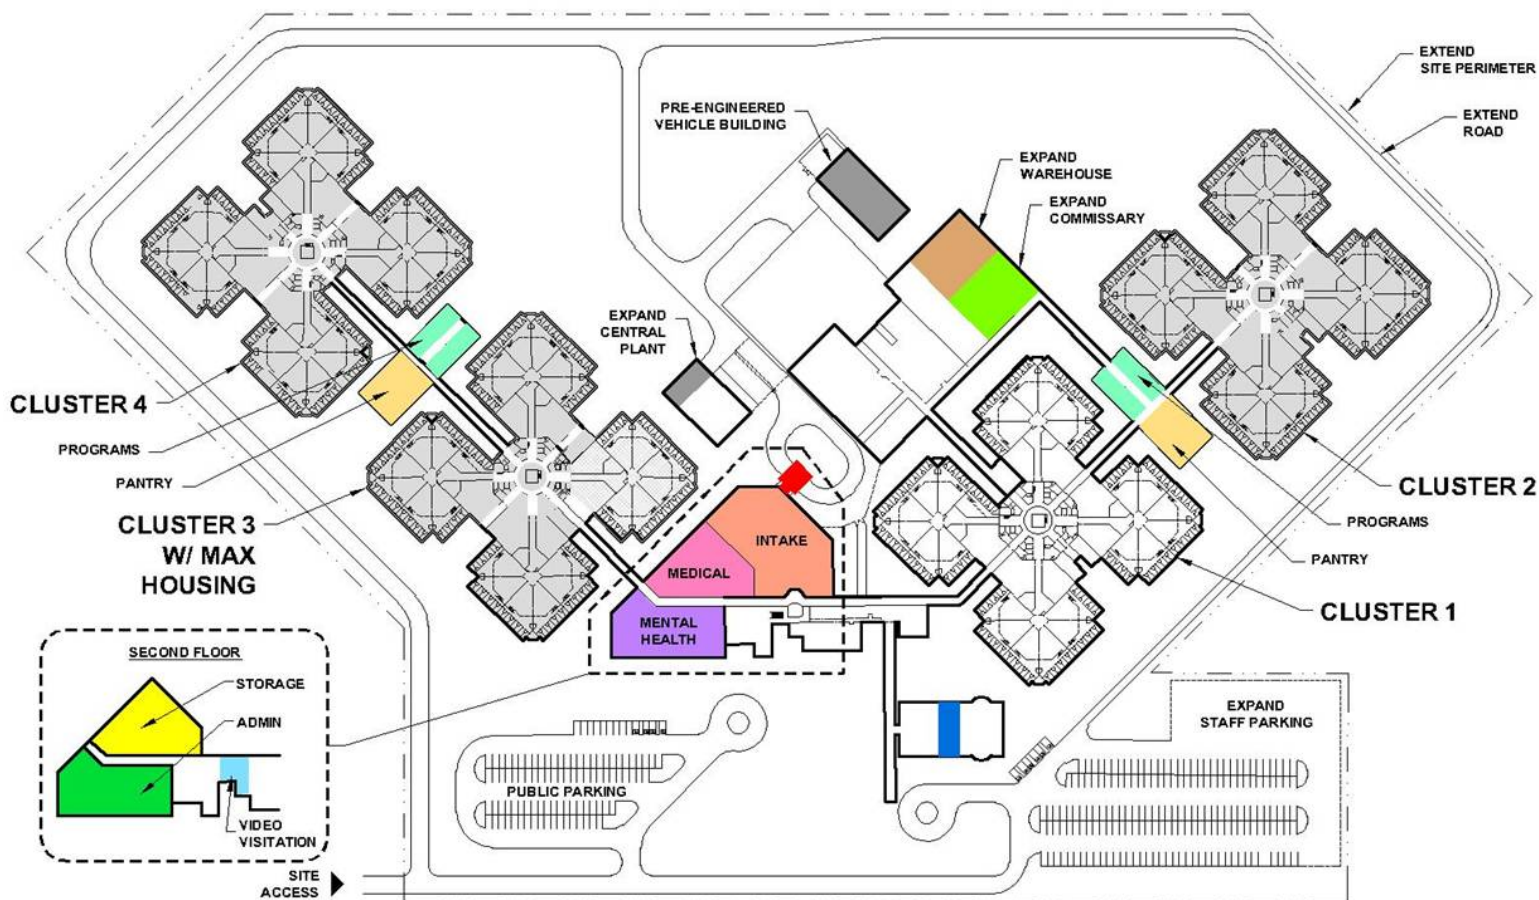 EXTEND
SITE PERIMETER
EXTEND
ROAD
PRE-ENGINEERED
VEHICLE BUILDING
EXPAND
WAREHOUSE
EXPAND
COMMISSARY
EXPAND
CENTRAL
PLANT
CLUSTER 4
PROGRAMS
PANTRY
CLUSTER 3
W/ MAX
HOUSING
CLUSTER 2
PROGRAMS
PANTRY
CLUSTER 1
INTAKE
MEDICAL
MENTAL
HEALTH
SECOND FLOOR
STORAGE
ADMIN
VIDEO
VISITATION
SITE
ACCESS
PUBLIC PARKING
EXPAND
STAFF PARKING